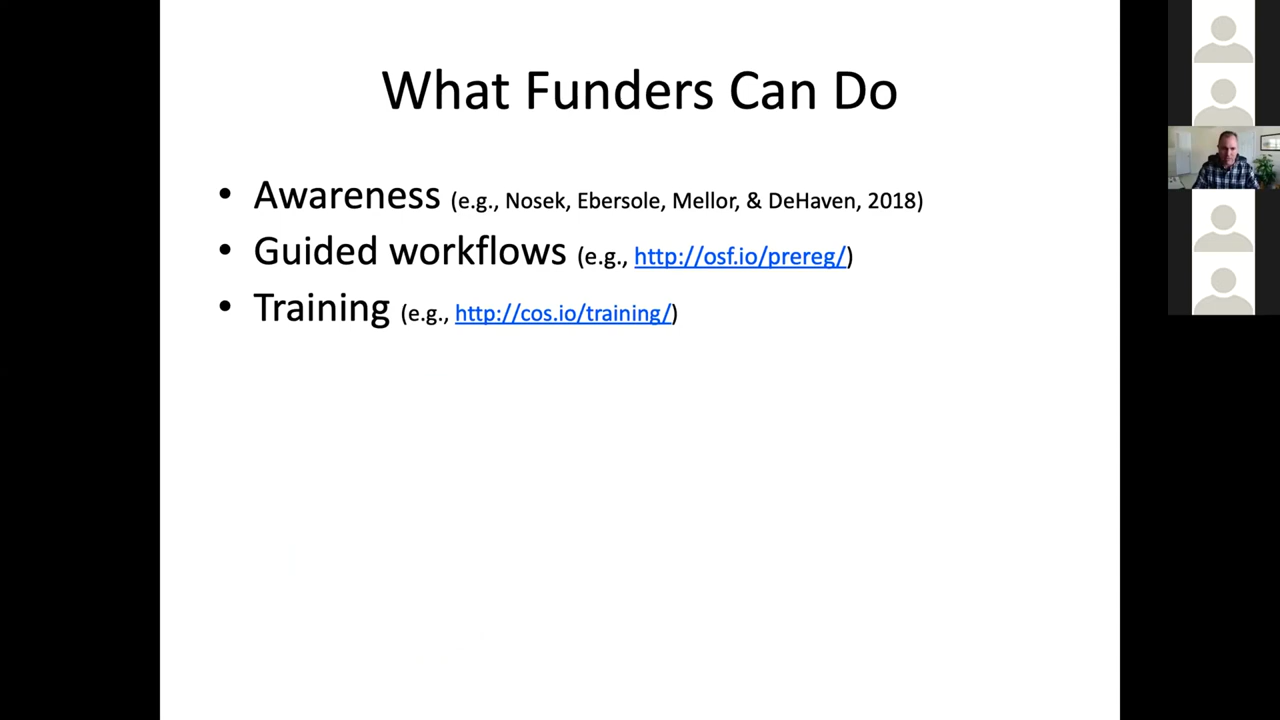 What Funders Can Do
• Awareness (e.g., Nosek, Ebersole, Mellor, & DeHaven, 2018)
• Guided workflows (e.g., http://osf.io/prereg/)
• Training (e.g., http://cos.io/training/)